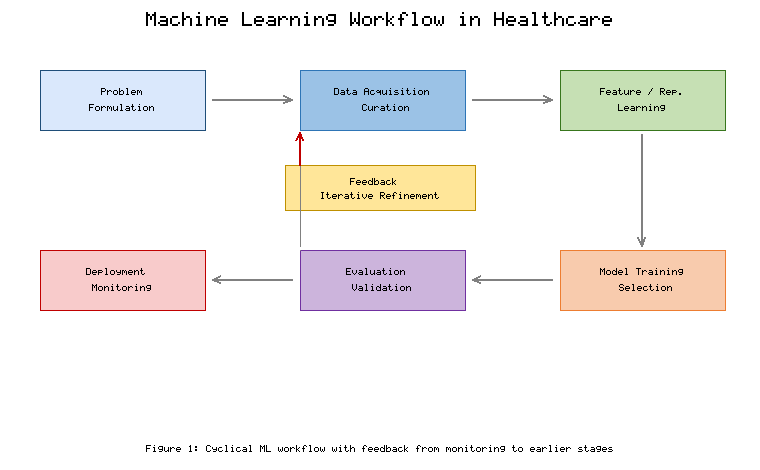 Machine Learning Workflow in Healthcare
Problem
Formulation
Data Acquisition
Curation
Feature / Rep.
Learning
Feedback
Iterative Refinement
Deployment
Monitoring
Evaluation
Validation
Model Training
Selection
Figure 1: Cyclical ML workflow with feedback from monitoring to earlier stages